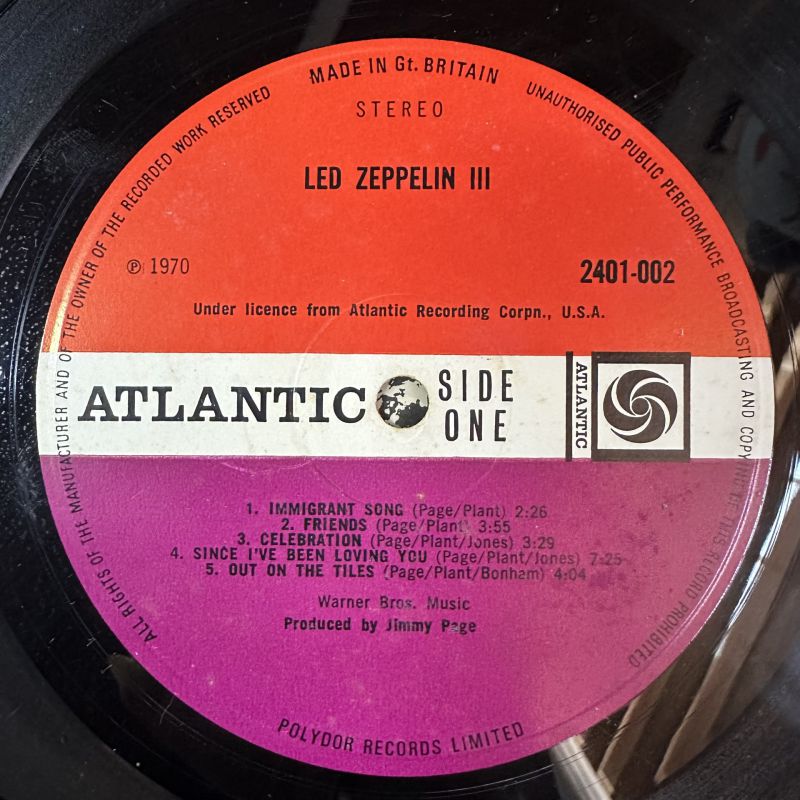 MADE IN Gt. BRITAIN
STEREO
LED ZEPPELIN III
℗ 1970
2401-002
Under licence from Atlantic Recording Corpn., U.S.A.
ATLANTIC
SIDE
ONE
ATLANTIC
1. IMMIGRANT SONG (Page/Plant) 2:26
2. FRIENDS (Page/Plant) 3:55
3. CELEBRATION (Page/Plant/Jones) 3:29
4. SINCE I'VE BEEN LOVING YOU (Page/Plant/Jones) 7:25
5. OUT ON THE TILES (Page/Plant/Bonham) 4:04
Warner Bros. Music
Produced by Jimmy Page
POLYDOR RECORDS LIMITED
ALL RIGHTS OF THE MANUFACTURER AND OF THE OWNER OF THE RECORDED WORK RESERVED
UNAUTHORISED PUBLIC PERFORMANCE BROADCASTING AND COPYING OF THIS RECORD PROHIBITED